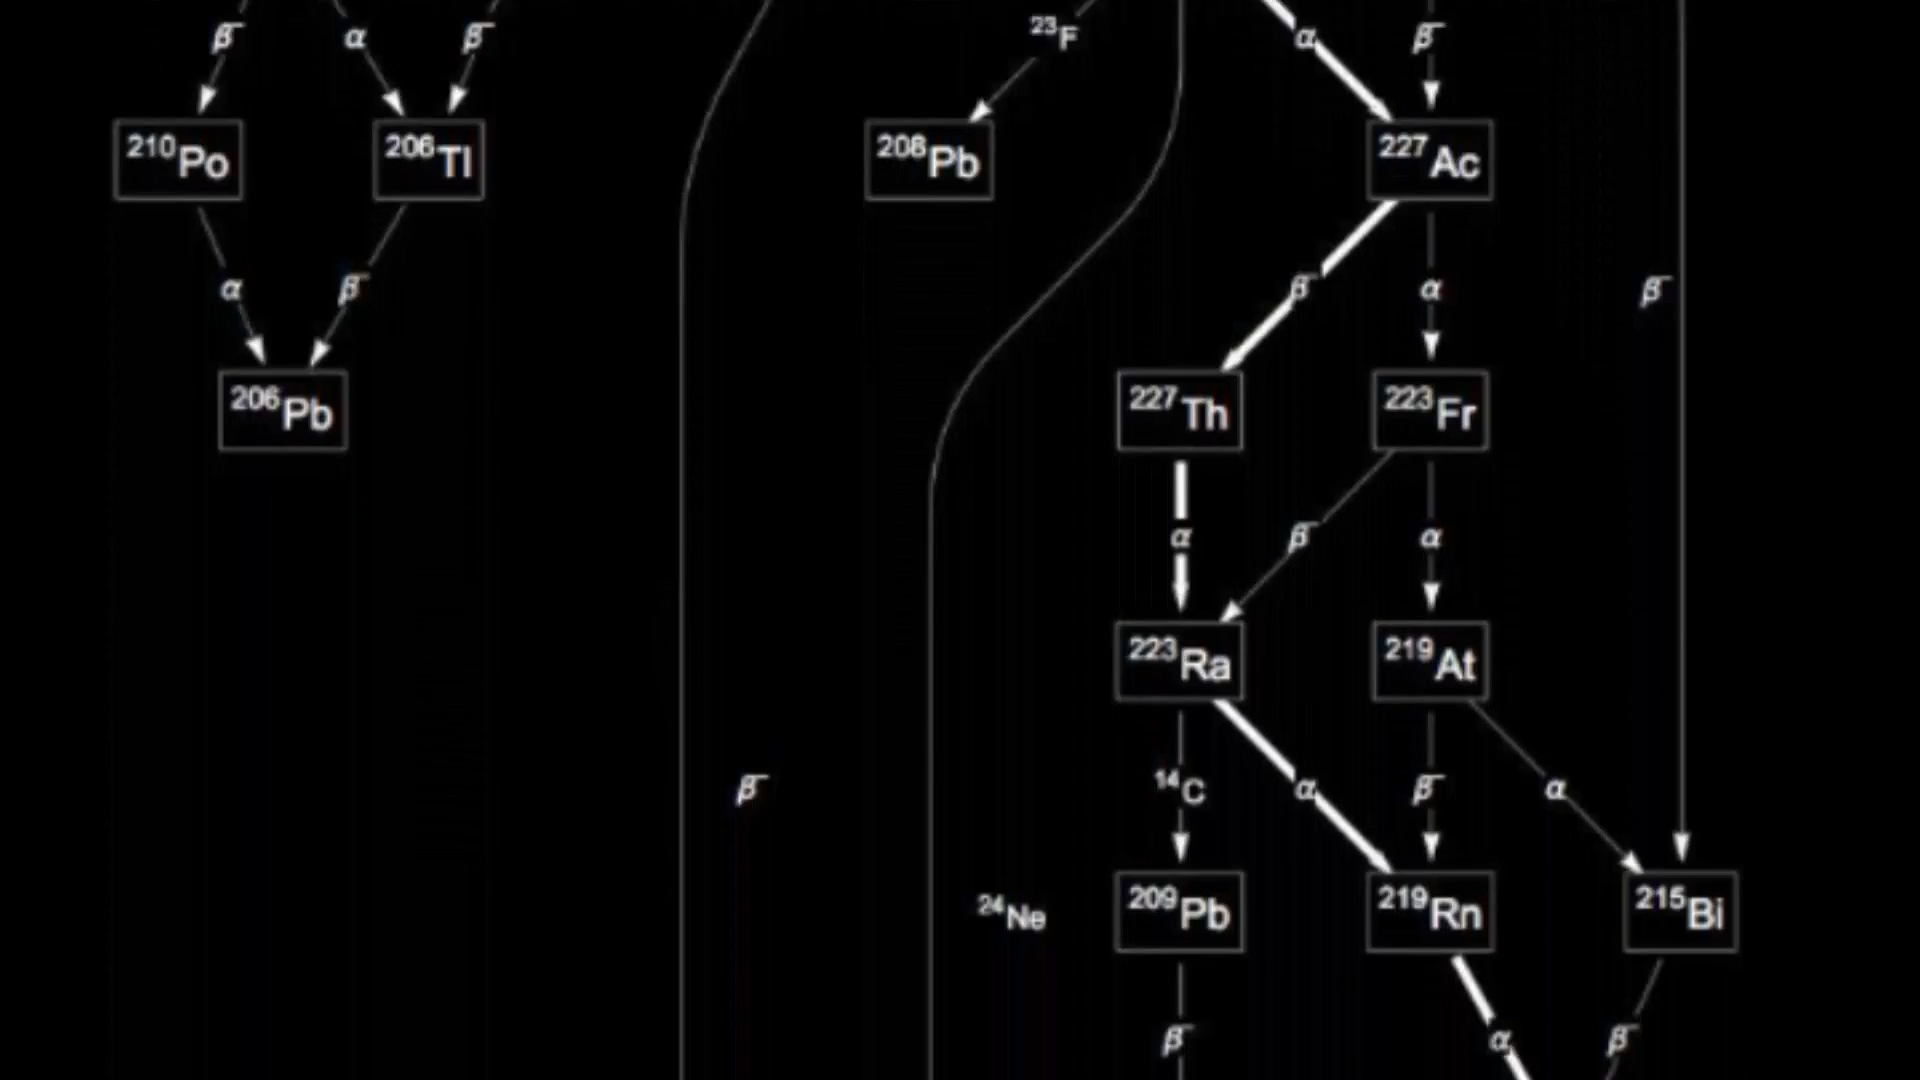 β⁻ α β⁻ ²³F α β⁻
²¹⁰Po ²⁰⁶Tl ²⁰⁸Pb ²²⁷Ac
α β⁻ β⁻ α β⁻
²⁰⁶Pb ²²⁷Th ²²³Fr
α β⁻ α
²²³Ra ²¹⁹At
β⁻ ¹⁴C α β⁻ α
²⁴Ne ²⁰⁹Pb ²¹⁹Rn ²¹⁵Bi
β⁻ α β⁻